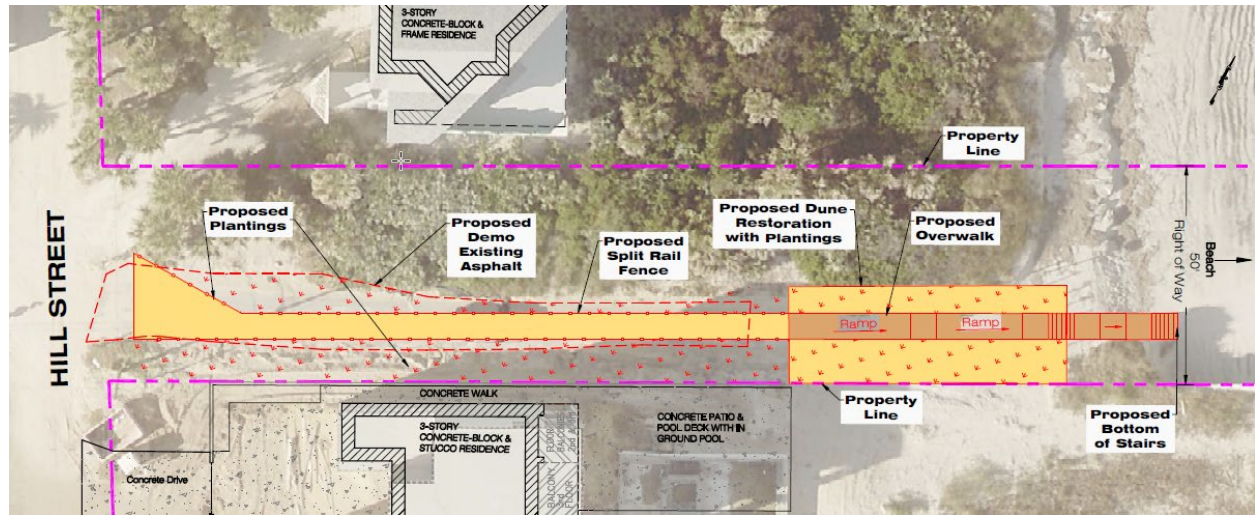 3-STORY
CONCRETE-BLOCK &
FRAME RESIDENCE
Property
Line
HILL STREET
Proposed
Plantings
Proposed
Demo
Existing
Asphalt
Proposed
Split Rail
Fence
Proposed Dune
Restoration
with Plantings
Proposed
Overwalk
Beach
50'
Right of Way
Ramp
Ramp
CONCRETE WALK
3-STORY
CONCRETE-BLOCK &
STUCCO RESIDENCE
CONCRETE PATIO &
POOL DECK WITH IN
GROUND POOL
Property
Line
Proposed
Bottom
of Stairs
Concrete Drive
BALCONY
FLOOR